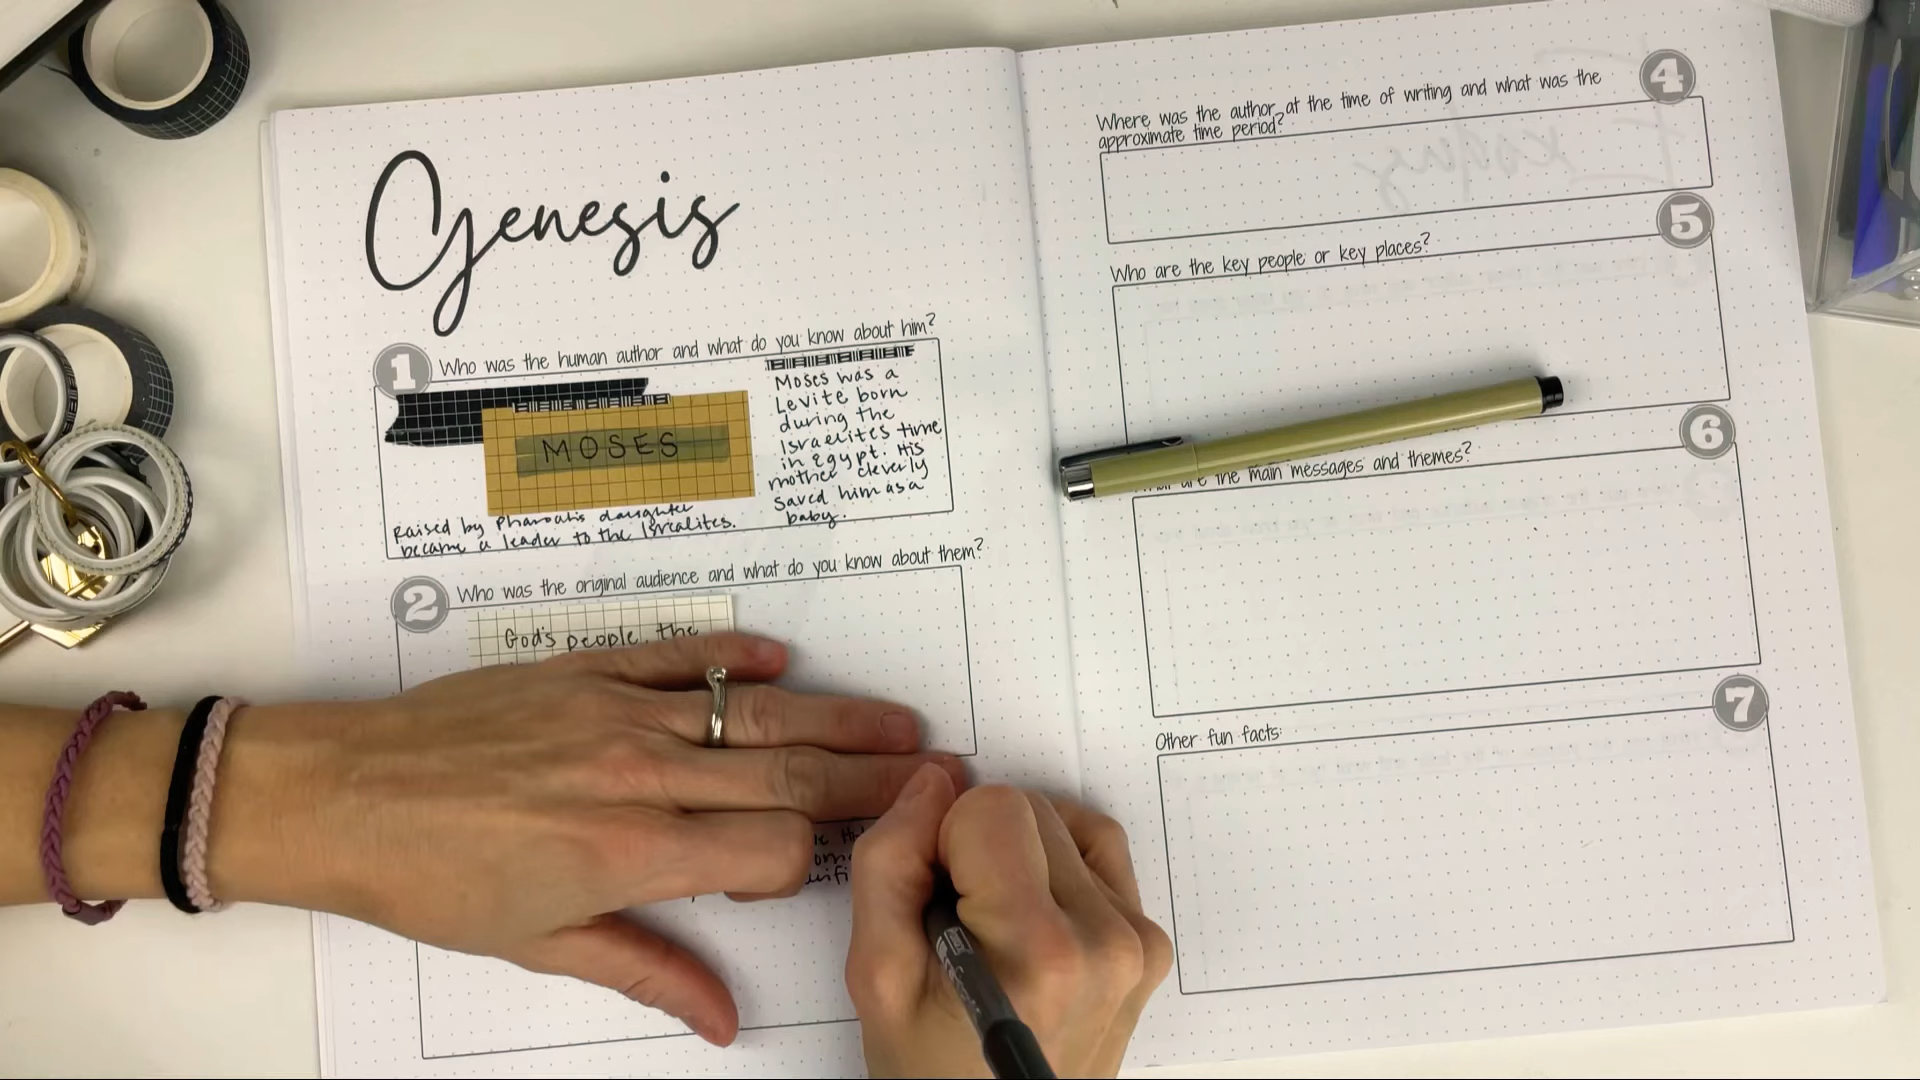 Genesis
1
Who was the human author and what do you know about him?
MOSES
Moses was a
Levite born
during the
Israelites time
in Egypt. His
mother cleverly
saved him as a
baby.
Raised by Pharoahs daughter
became a leader to the Isrealites.
2
Who was the original audience and what do you know about them?
God's people, the
4
Where was the author at the time of writing and what was the
approximate time period?
5
Who are the key people or key places?
6
are the main messages and themes?
7
Other fun facts: